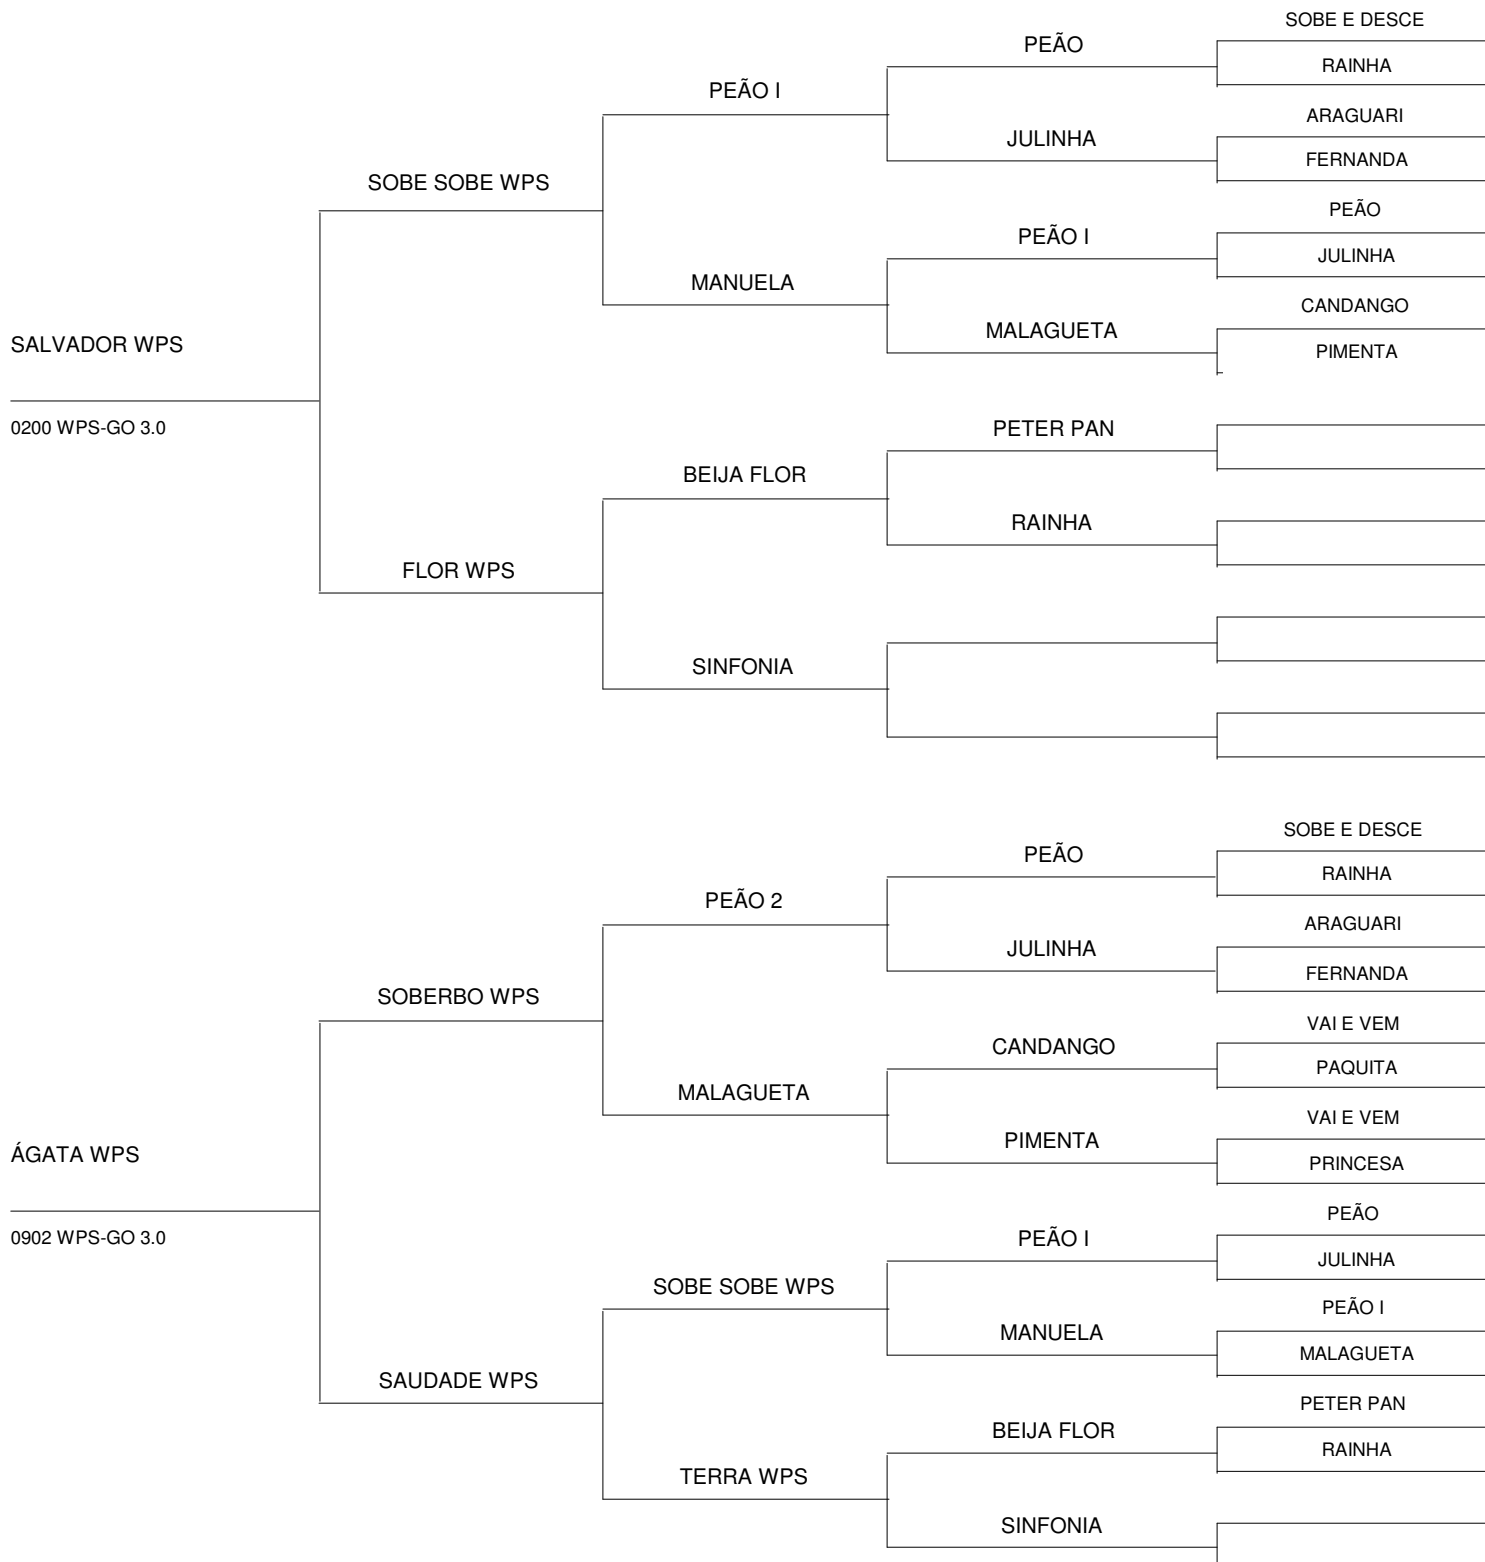 SOBE E DESCE
PEÃO
RAINHA
PEÃO I
ARAGUARI
JULINHA
FERNANDA
SOBE SOBE WPS
PEÃO
PEÃO I
JULINHA
MANUELA
CANDANGO
MALAGUETA
SALVADOR WPS
PIMENTA
0200 WPS-GO 3.0
PETER PAN
BEIJA FLOR
RAINHA
FLOR WPS
SINFONIA
SOBE E DESCE
PEÃO
RAINHA
PEÃO 2
ARAGUARI
JULINHA
FERNANDA
SOBERBO WPS
VAI E VEM
CANDANGO
PAQUITA
MALAGUETA
VAI E VEM
PIMENTA
ÁGATA WPS
PRINCESA
PEÃO
0902 WPS-GO 3.0
PEÃO I
JULINHA
SOBE SOBE WPS
PEÃO I
MANUELA
MALAGUETA
SAUDADE WPS
PETER PAN
BEIJA FLOR
RAINHA
TERRA WPS
SINFONIA